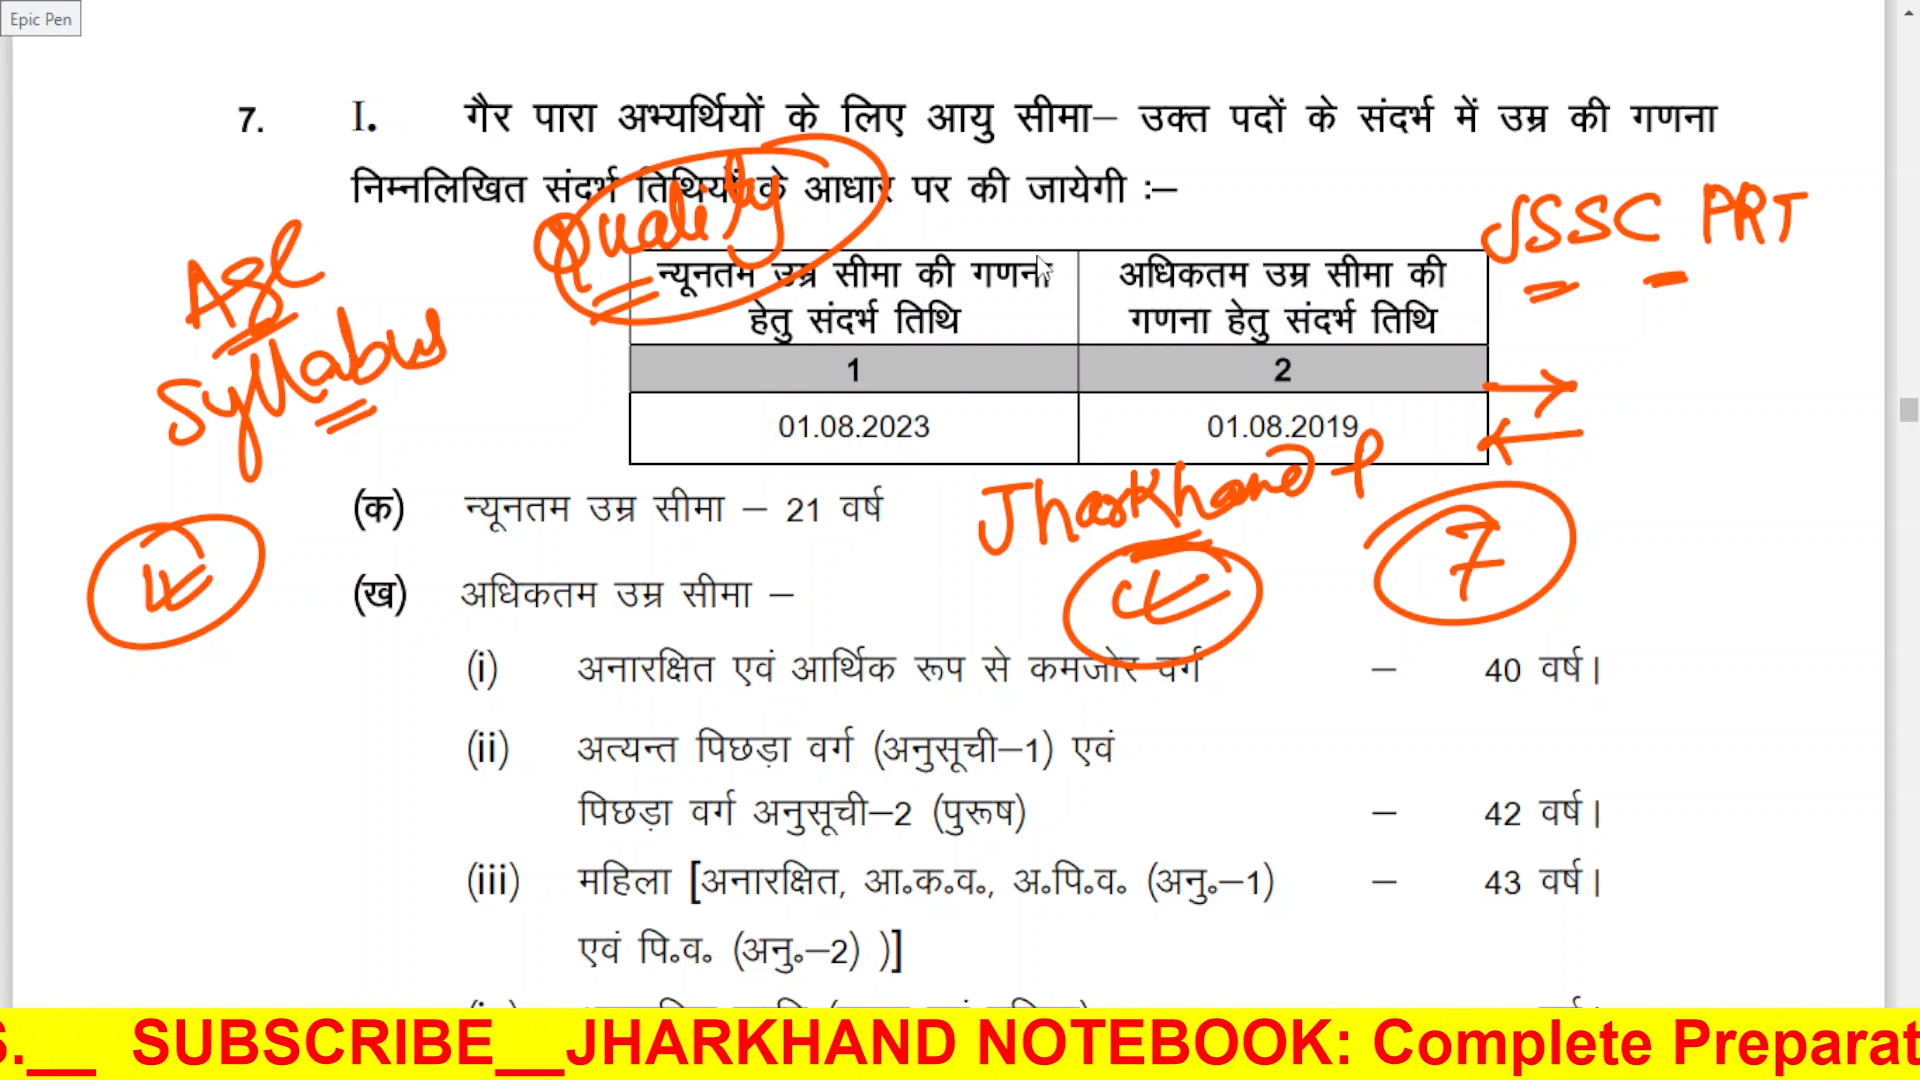 Epic Pen
7. I. गैर पारा अभ्यर्थियों के लिए आयु सीमा– उक्त पदों के संदर्भ में उम्र की गणना
निम्नलिखित संदर्भ तिथियों के आधार पर की जायेगी :–
Quality
JSSC PRT
Age
Syllabus
न्यूनतम उम्र सीमा की गणना
हेतु संदर्भ तिथि
अधिकतम उम्र सीमा की
गणना हेतु संदर्भ तिथि
1 2
01.08.2023 01.08.2019
Jharkhand
7
(क) न्यूनतम उम्र सीमा – 21 वर्ष
(ख) अधिकतम उम्र सीमा –
(i) अनारक्षित एवं आर्थिक रूप से कमजोर वर्ग – 40 वर्ष।
(ii) अत्यन्त पिछड़ा वर्ग (अनुसूची–1) एवं
पिछड़ा वर्ग अनुसूची–2 (पुरूष) – 42 वर्ष।
(iii) महिला [अनारक्षित, आ॰क॰व॰, अ॰पि॰व॰ (अनु॰–1) – 43 वर्ष।
एवं पि॰व॰ (अनु॰–2) )]
S.__ SUBSCRIBE__JHARKHAND NOTEBOOK: Complete Preparat